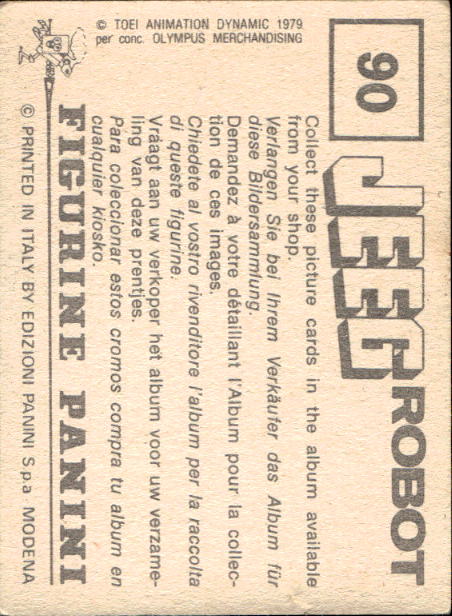 90
JEEG ROBOT
Collect these picture cards in the album available
from your shop.
Verlangen Sie bei Ihrem Verkäufer das Album für
diese Bildersammlung.
Demandez à votre détaillant l'Album pour la collec-
tion de ces images.
Chiedete al vostro rivenditore l'album per la raccolta
di queste figurine.
Vraagt aan uw verkoper het album voor uw verzame-
ling van deze prentjes.
Para coleccionar estos cromos compra tu album en
cualquier kiosko.
FIGURINE PANINI
© PRINTED IN ITALY BY EDIZIONI PANINI S.p.a MODENA
© TOEI ANIMATION DYNAMIC 1979
per conc. OLYMPUS MERCHANDISING